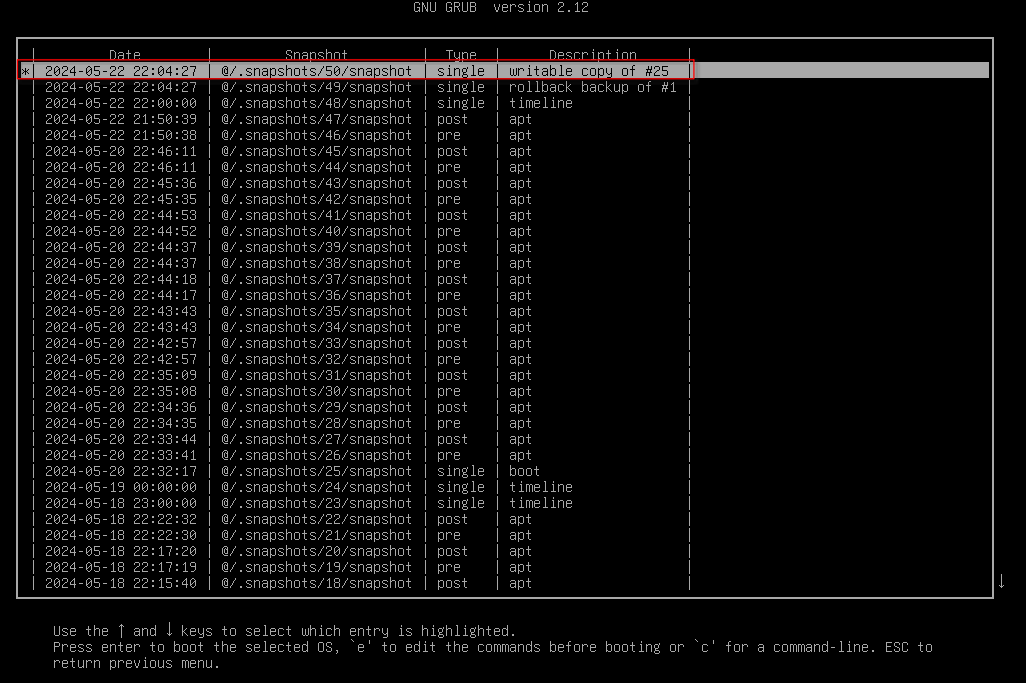 GNU GRUB  version 2.12
|         Date         |         Snapshot         |  Type  |      Description      |
*| 2024-05-22 22:04:27 | @/.snapshots/50/snapshot | single | writable copy of #25  |
| 2024-05-22 22:04:27 | @/.snapshots/49/snapshot | single | rollback backup of #1 |
| 2024-05-22 22:00:00 | @/.snapshots/48/snapshot | single | timeline              |
| 2024-05-22 21:50:39 | @/.snapshots/47/snapshot | post   | apt                   |
| 2024-05-22 21:50:38 | @/.snapshots/46/snapshot | pre    | apt                   |
| 2024-05-20 22:46:11 | @/.snapshots/45/snapshot | post   | apt                   |
| 2024-05-20 22:46:11 | @/.snapshots/44/snapshot | pre    | apt                   |
| 2024-05-20 22:45:36 | @/.snapshots/43/snapshot | post   | apt                   |
| 2024-05-20 22:45:35 | @/.snapshots/42/snapshot | pre    | apt                   |
| 2024-05-20 22:44:53 | @/.snapshots/41/snapshot | post   | apt                   |
| 2024-05-20 22:44:52 | @/.snapshots/40/snapshot | pre    | apt                   |
| 2024-05-20 22:44:37 | @/.snapshots/39/snapshot | post   | apt                   |
| 2024-05-20 22:44:37 | @/.snapshots/38/snapshot | pre    | apt                   |
| 2024-05-20 22:44:18 | @/.snapshots/37/snapshot | post   | apt                   |
| 2024-05-20 22:44:17 | @/.snapshots/36/snapshot | pre    | apt                   |
| 2024-05-20 22:43:43 | @/.snapshots/35/snapshot | post   | apt                   |
| 2024-05-20 22:43:43 | @/.snapshots/34/snapshot | pre    | apt                   |
| 2024-05-20 22:42:57 | @/.snapshots/33/snapshot | post   | apt                   |
| 2024-05-20 22:42:57 | @/.snapshots/32/snapshot | pre    | apt                   |
| 2024-05-20 22:35:09 | @/.snapshots/31/snapshot | post   | apt                   |
| 2024-05-20 22:35:08 | @/.snapshots/30/snapshot | pre    | apt                   |
| 2024-05-20 22:34:36 | @/.snapshots/29/snapshot | post   | apt                   |
| 2024-05-20 22:34:35 | @/.snapshots/28/snapshot | pre    | apt                   |
| 2024-05-20 22:33:44 | @/.snapshots/27/snapshot | post   | apt                   |
| 2024-05-20 22:33:41 | @/.snapshots/26/snapshot | pre    | apt                   |
| 2024-05-20 22:32:17 | @/.snapshots/25/snapshot | single | boot                  |
| 2024-05-19 00:00:00 | @/.snapshots/24/snapshot | single | timeline              |
| 2024-05-18 23:00:00 | @/.snapshots/23/snapshot | single | timeline              |
| 2024-05-18 22:22:32 | @/.snapshots/22/snapshot | post   | apt                   |
| 2024-05-18 22:22:30 | @/.snapshots/21/snapshot | pre    | apt                   |
| 2024-05-18 22:17:20 | @/.snapshots/20/snapshot | post   | apt                   |
| 2024-05-18 22:17:19 | @/.snapshots/19/snapshot | pre    | apt                   |
| 2024-05-18 22:15:40 | @/.snapshots/18/snapshot | post   | apt                   | ↓
Use the ↑ and ↓ keys to select which entry is highlighted.
Press enter to boot the selected OS, `e' to edit the commands before booting or `c' for a command-line. ESC to
return previous menu.